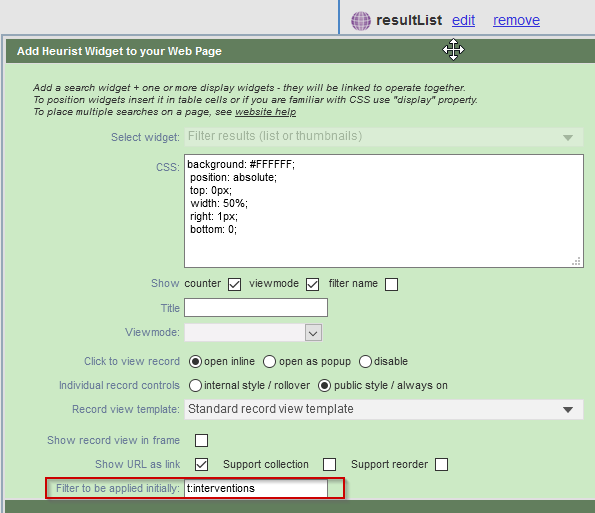 resultList edit remove
Add Heurist Widget to your Web Page
Add a search widget + one or more display widgets - they will be linked to operate together.
To position widgets insert it in table cells or if you are familiar with CSS use "display" property.
To place multiple searches on a page, see website help
Select widget: Filter results (list or thumbnails)
CSS: background: #FFFFFF;
position: absolute;
top: 0px;
width: 50%;
right: 1px;
bottom: 0;
Show counter viewmode filter name
Title
Viewmode:
Click to view record open inline open as popup disable
Individual record controls internal style / rollover public style / always on
Record view template: Standard record view template
Show record view in frame
Show URL as link Support collection Support reorder
Filter to be applied initially: t:interventions